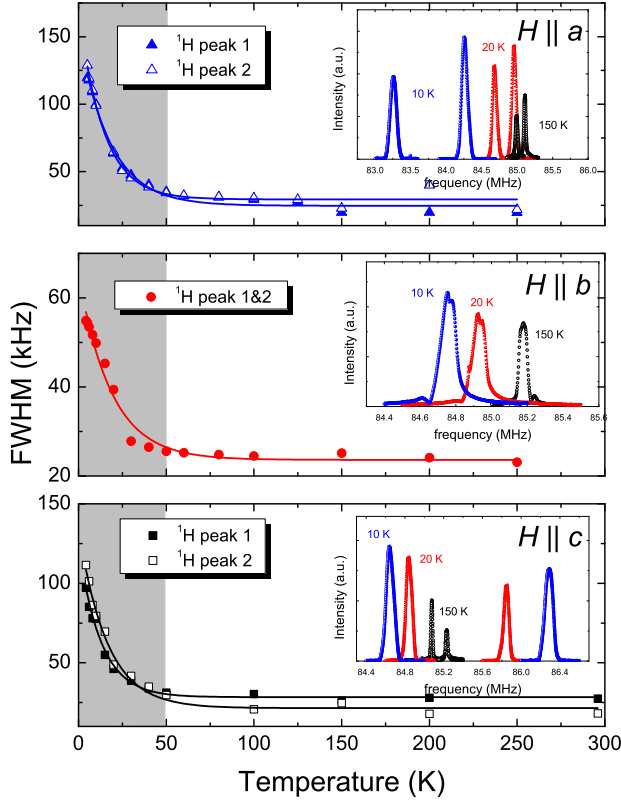 150
125
100
75
50
25
¹H peak 1
¹H peak 2
H || a
Intensity (a.u.)
10 K
20 K
150 K
83.0 83.5 84.0 84.5 85.0 85.5 86.0
frequency (MHz)
FWHM (kHz)
60
40
20
¹H peak 1&2
H || b
Intensity (a.u.)
10 K
20 K
150 K
84.4 84.6 84.8 85.0 85.2 85.4 85.6
frequency (MHz)
150
100
50
¹H peak 1
¹H peak 2
H || c
Intensity (a.u.)
10 K
20 K
150 K
84.4 84.8 85.2 85.6 86.0 86.4
frequency (MHz)
0 50 100 150 200 250 300
Temperature (K)